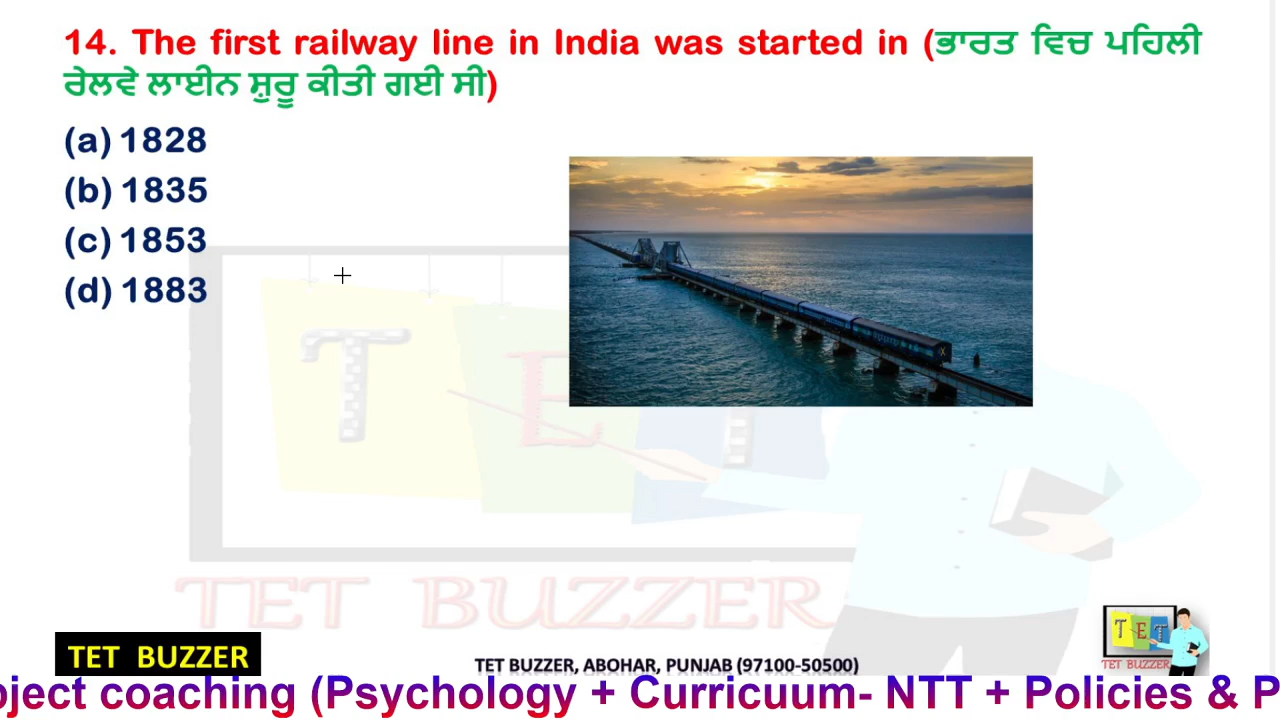 14. The first railway line in India was started in (ਭਾਰਤ ਵਿਚ ਪਹਿਲੀ
ਰੇਲਵੇ ਲਾਈਨ ਸ਼ੁਰੂ ਕੀਤੀ ਗਈ ਸੀ)
(a) 1828
(b) 1835
(c) 1853
(d) 1883
T E T
TET BUZZER
TET BUZZER
TET BUZZER, ABOHAR, PUNJAB (97100-50500)
T E T
TET BUZZER
bject coaching (Psychology + Curricuum- NTT + Policies & P